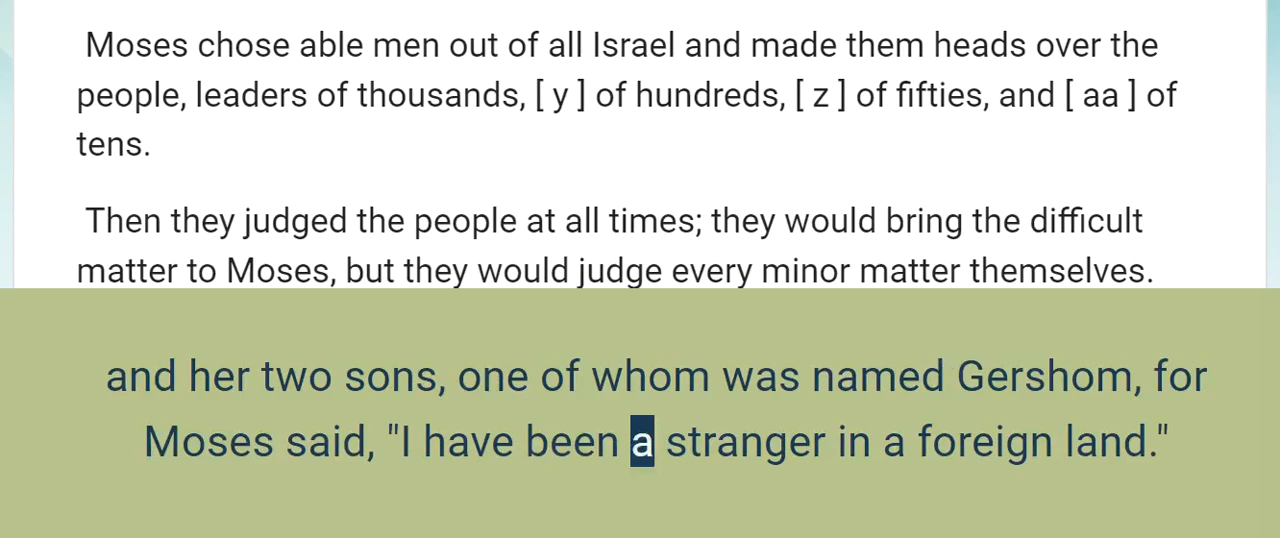 Moses chose able men out of all Israel and made them heads over the
people, leaders of thousands, [ y ] of hundreds, [ z ] of fifties, and [ aa ] of
tens.
Then they judged the people at all times; they would bring the difficult
matter to Moses, but they would judge every minor matter themselves.
and her two sons, one of whom was named Gershom, for
Moses said, "I have been a stranger in a foreign land."